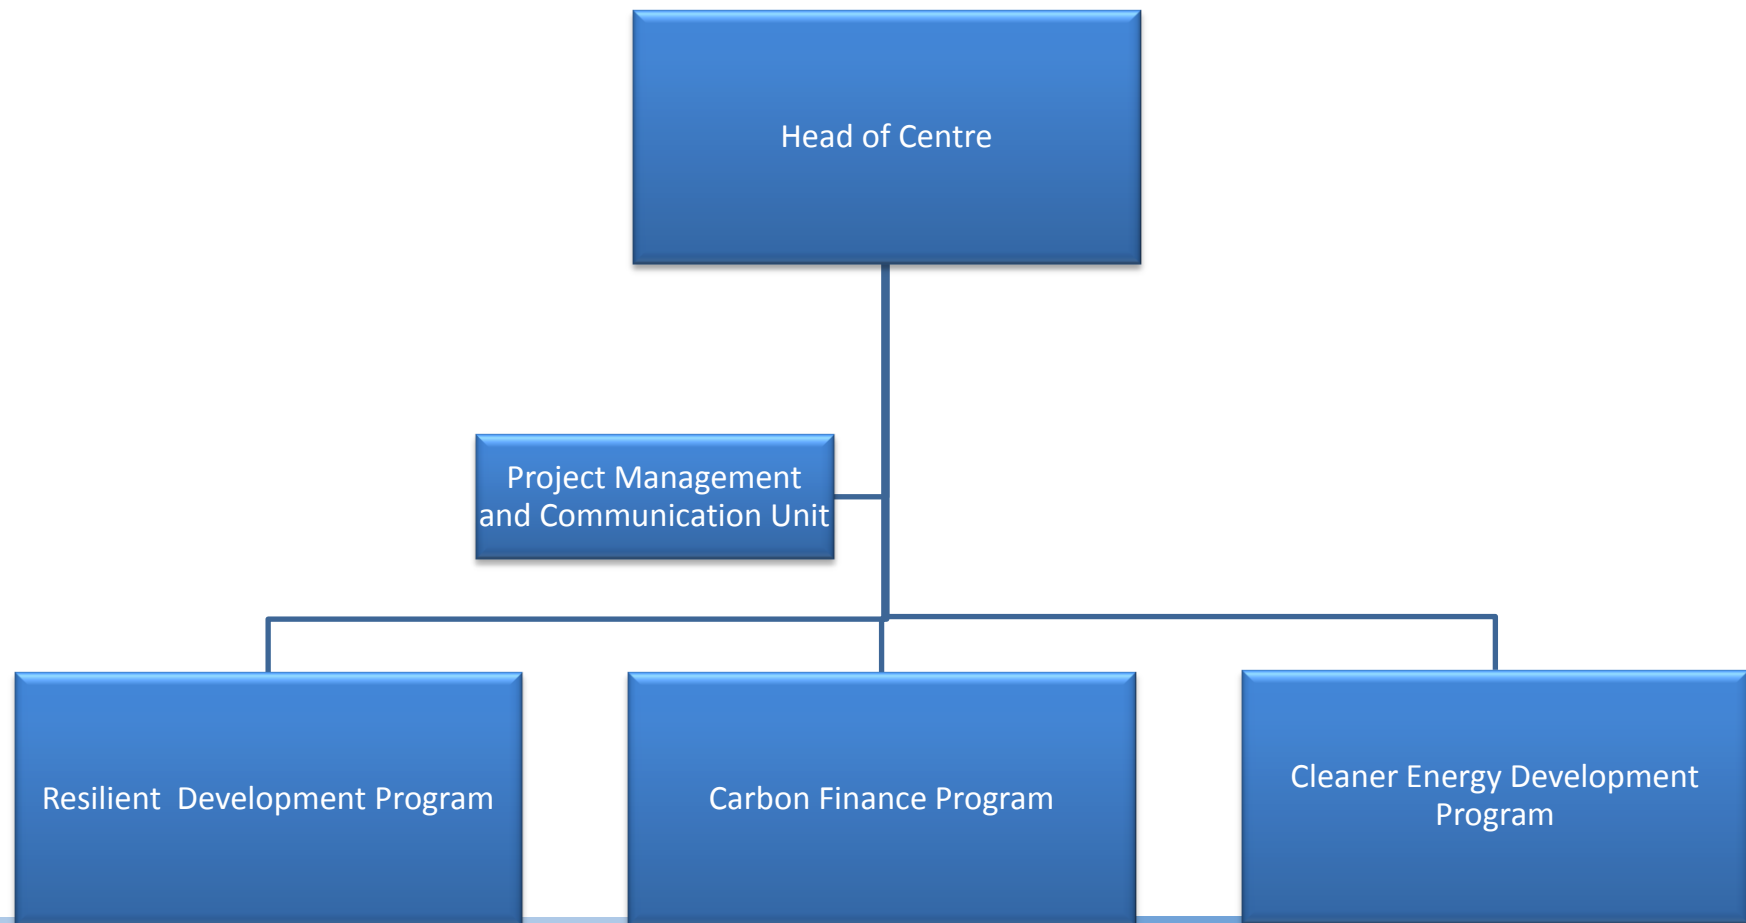 Head of Centre
Project Management
and Communication Unit
Resilient  Development Program
Carbon Finance Program
Cleaner Energy Development
Program